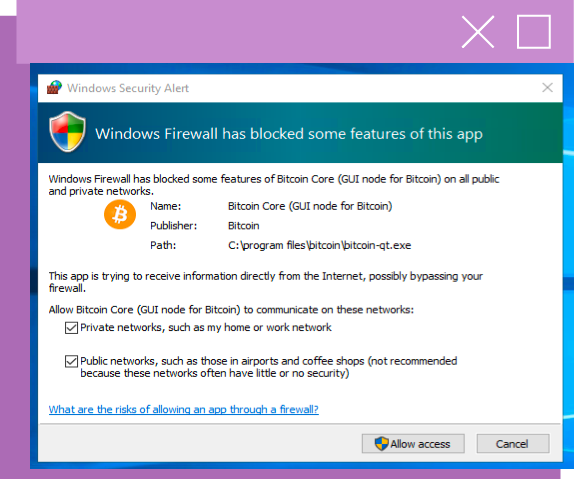 Windows Security Alert
Windows Firewall has blocked some features of this app
Windows Firewall has blocked some features of Bitcoin Core (GUI node for Bitcoin) on all public
and private networks.
Name: Bitcoin Core (GUI node for Bitcoin)
Publisher: Bitcoin
Path: C:\program files\bitcoin\bitcoin-qt.exe
This app is trying to receive information directly from the Internet, possibly bypassing your
firewall.
Allow Bitcoin Core (GUI node for Bitcoin) to communicate on these networks:
Private networks, such as my home or work network
Public networks, such as those in airports and coffee shops (not recommended
because these networks often have little or no security)
What are the risks of allowing an app through a firewall?
Allow access Cancel